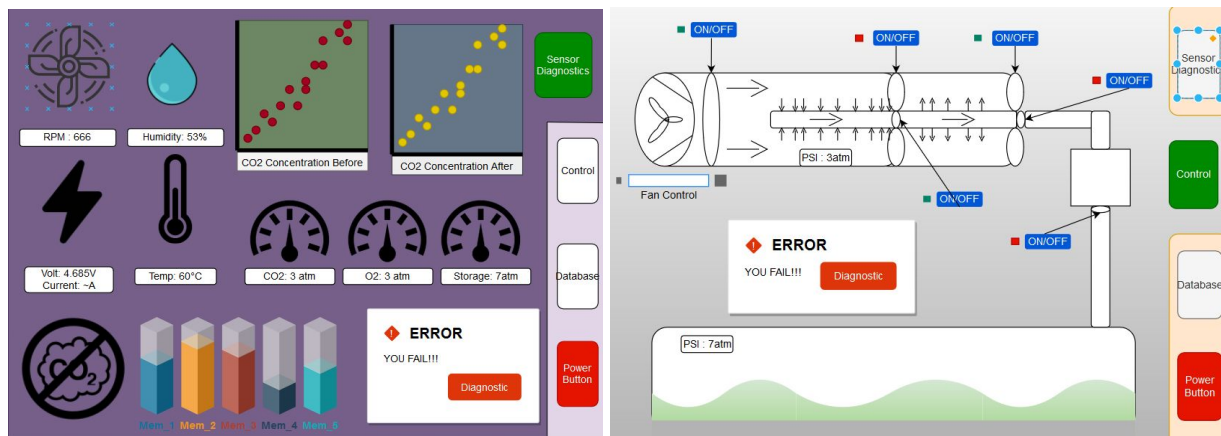 Sensor
Diagnostics
RPM : 666
Humidity: 53%
CO2 Concentration Before
CO2 Concentration After
Control
Volt: 4.685V
Current: ~A
Temp: 60°C
CO2: 3 atm
O2: 3 atm
Storage: 7atm
Database
CO2
ERROR
YOU FAIL!!!
Diagnostic
Power
Button
Mem_1 Mem_2 Mem_3 Mem_4 Mem_5
ON/OFF
ON/OFF
ON/OFF
Sensor
Diagnostic
ON/OFF
PSI : 3atm
Control
Fan Control
ON/OFF
ON/OFF
ERROR
YOU FAIL!!!
Diagnostic
Database
PSI : 7atm
Power
Button